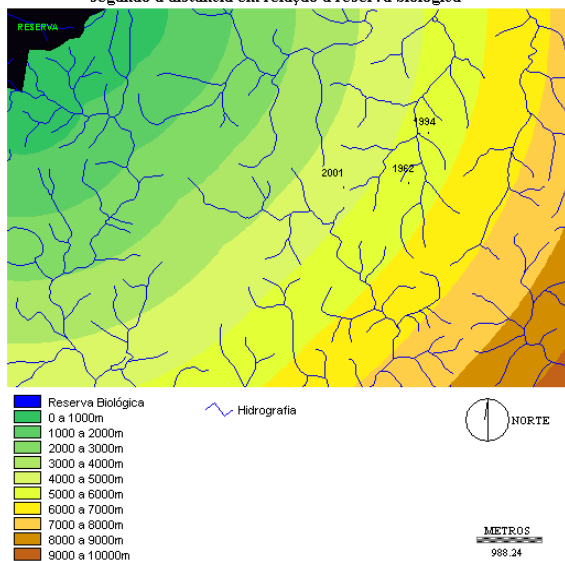 segundo a distância em relação a reserva biológica
RESERVA
1994
2001
1962
Reserva Biológica
0 a 1000m
1000 a 2000m
2000 a 3000m
3000 a 4000m
4000 a 5000m
5000 a 6000m
6000 a 7000m
7000 a 8000m
8000 a 9000m
9000 a 10000m
Hidrografia
NORTE
METROS
988.24